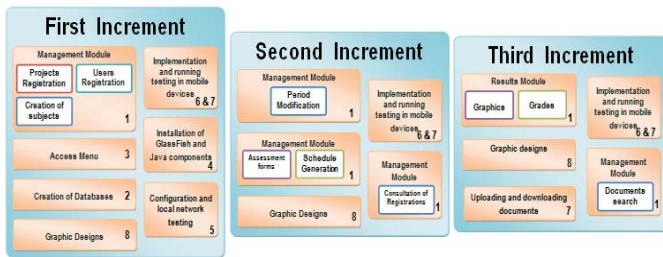 First Increment
Management Module
Projects
Registration
Users
Registration
Creation of
subjects
1
Access Menu 3
Creation of Databases 2
Graphic Designs 8
Implementation
and running
testing in mobile
devices
6 & 7
Installation of
GlassFish and
Java components
4
Configuration and
local network
testing
5
Second Increment
Management Module
Period
Modification
1
Management Module
Assessment
forms
Schedule
Generation
1
Graphic Designs 8
Implementation
and running
testing in mobile
devices
6 & 7
Management
Module
Consultation of
Registrations
1
Third Increment
Results Module
Graphics
Grades
1
Graphic designs
8
Uploading and downloading
documents
7
Implementation
and running
testing in mobile
devices
6 & 7
Management
Module
Documents
search
1